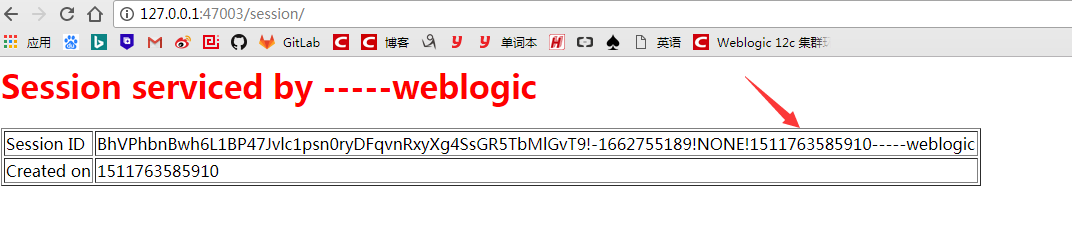 127.0.0.1:47003/session/
应用 GitLab 博客 单词本 英语 Weblogic 12c 集群环
Session serviced by -----weblogic
Session ID BhVPhbnBwh6L1BP47Jvlc1psn0ryDFqvnRxyXg4SsGR5TbMlGvT9!-1662755189!NONE!1511763585910-----weblogic
Created on 1511763585910